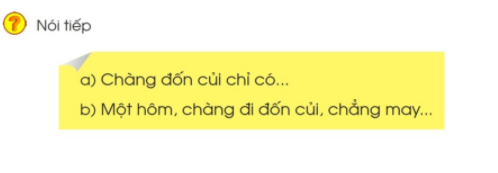 ? Nói tiếp
a) Chàng đốn củi chỉ có...
b) Một hôm, chàng đi đốn củi, chẳng may...